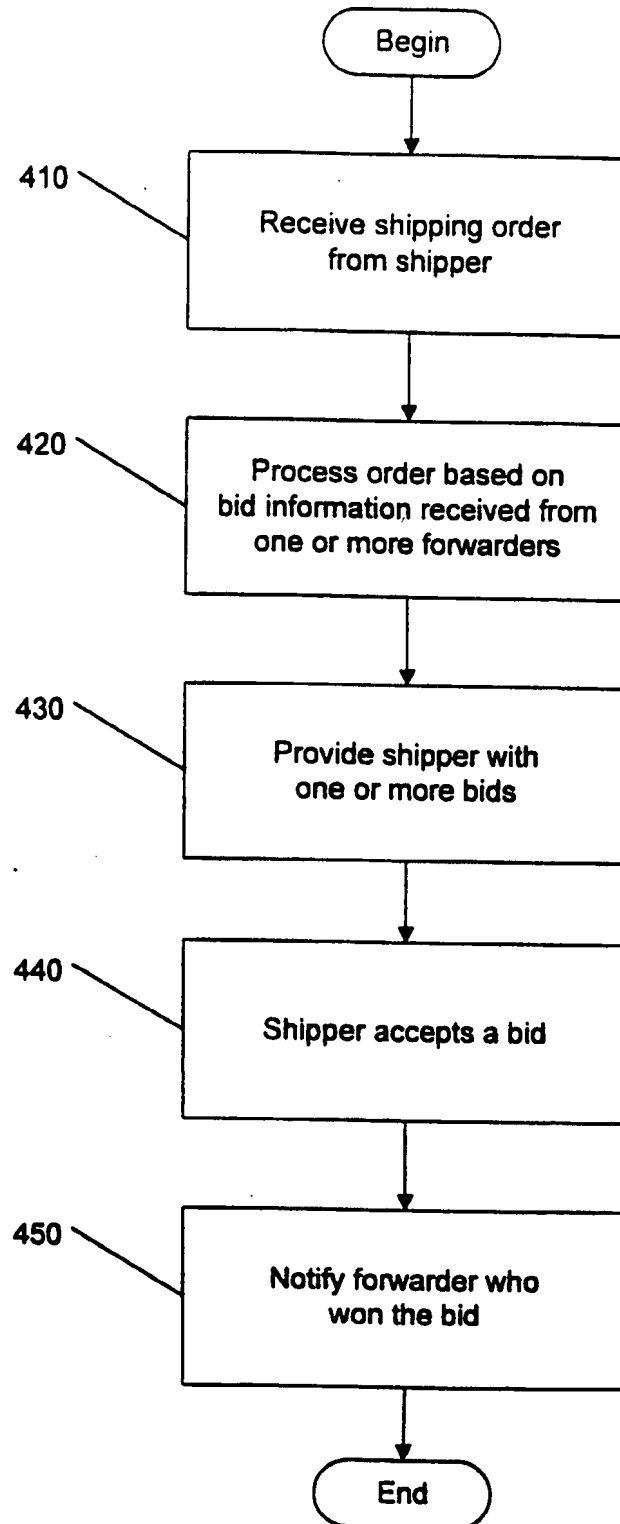 Begin
410
Receive shipping order
from shipper
420
Process order based on
bid information received from
one or more forwarders
430
Provide shipper with
one or more bids
440
Shipper accepts a bid
450
Notify forwarder who
won the bid
End